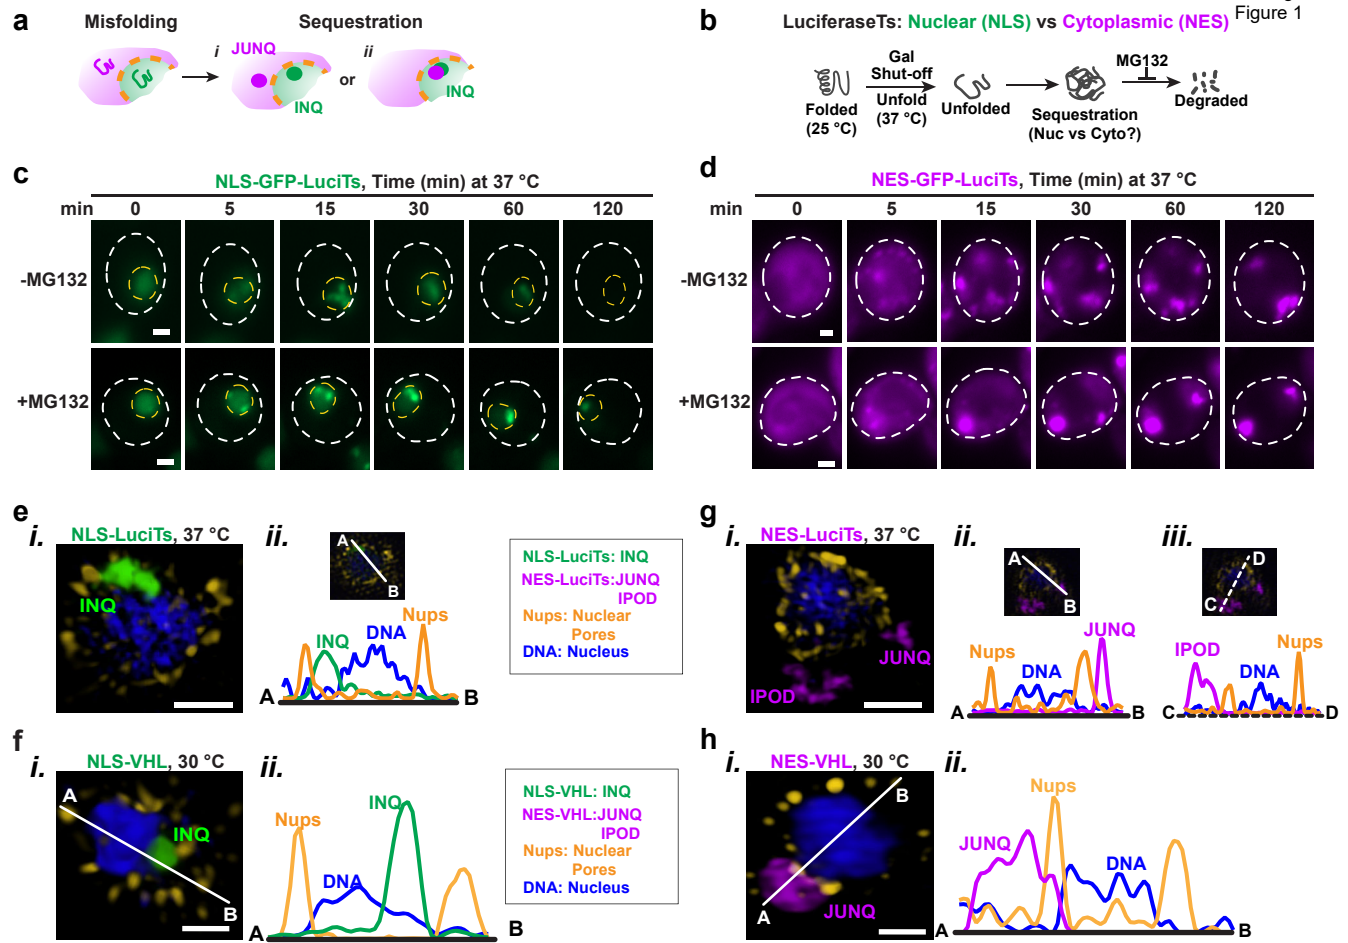 Figure 1
a
Misfolding
Sequestration
i
JUNQ
INQ
or
ii
INQ
b
LuciferaseTs: Nuclear (NLS) vs Cytoplasmic (NES)
Folded
(25 °C)
Gal
Shut-off
Unfold
(37 °C)
Unfolded
Sequestration
(Nuc vs Cyto?)
MG132
Degraded
c
NLS-GFP-LuciTs, Time (min) at 37 °C
min 0 5 15 30 60 120
-MG132
+MG132
d
NES-GFP-LuciTs, Time (min) at 37 °C
min 0 5 15 30 60 120
-MG132
+MG132
e
i.
NLS-LuciTs, 37 °C
INQ
ii.
A
B
INQ
DNA
Nups
A
B
NLS-LuciTs: INQ
NES-LuciTs:JUNQ
IPOD
Nups: Nuclear
Pores
DNA: Nucleus
g
i.
NES-LuciTs, 37 °C
JUNQ
IPOD
ii.
A
B
Nups
DNA
JUNQ
A
B
iii.
D
C
IPOD
DNA
Nups
C
D
f
i.
NLS-VHL, 30 °C
A
INQ
B
ii.
Nups
DNA
INQ
A
B
NLS-VHL: INQ
NES-VHL:JUNQ
IPOD
Nups: Nuclear
Pores
DNA: Nucleus
h
i.
NES-VHL, 30 °C
B
A
JUNQ
ii.
JUNQ
Nups
DNA
A
B